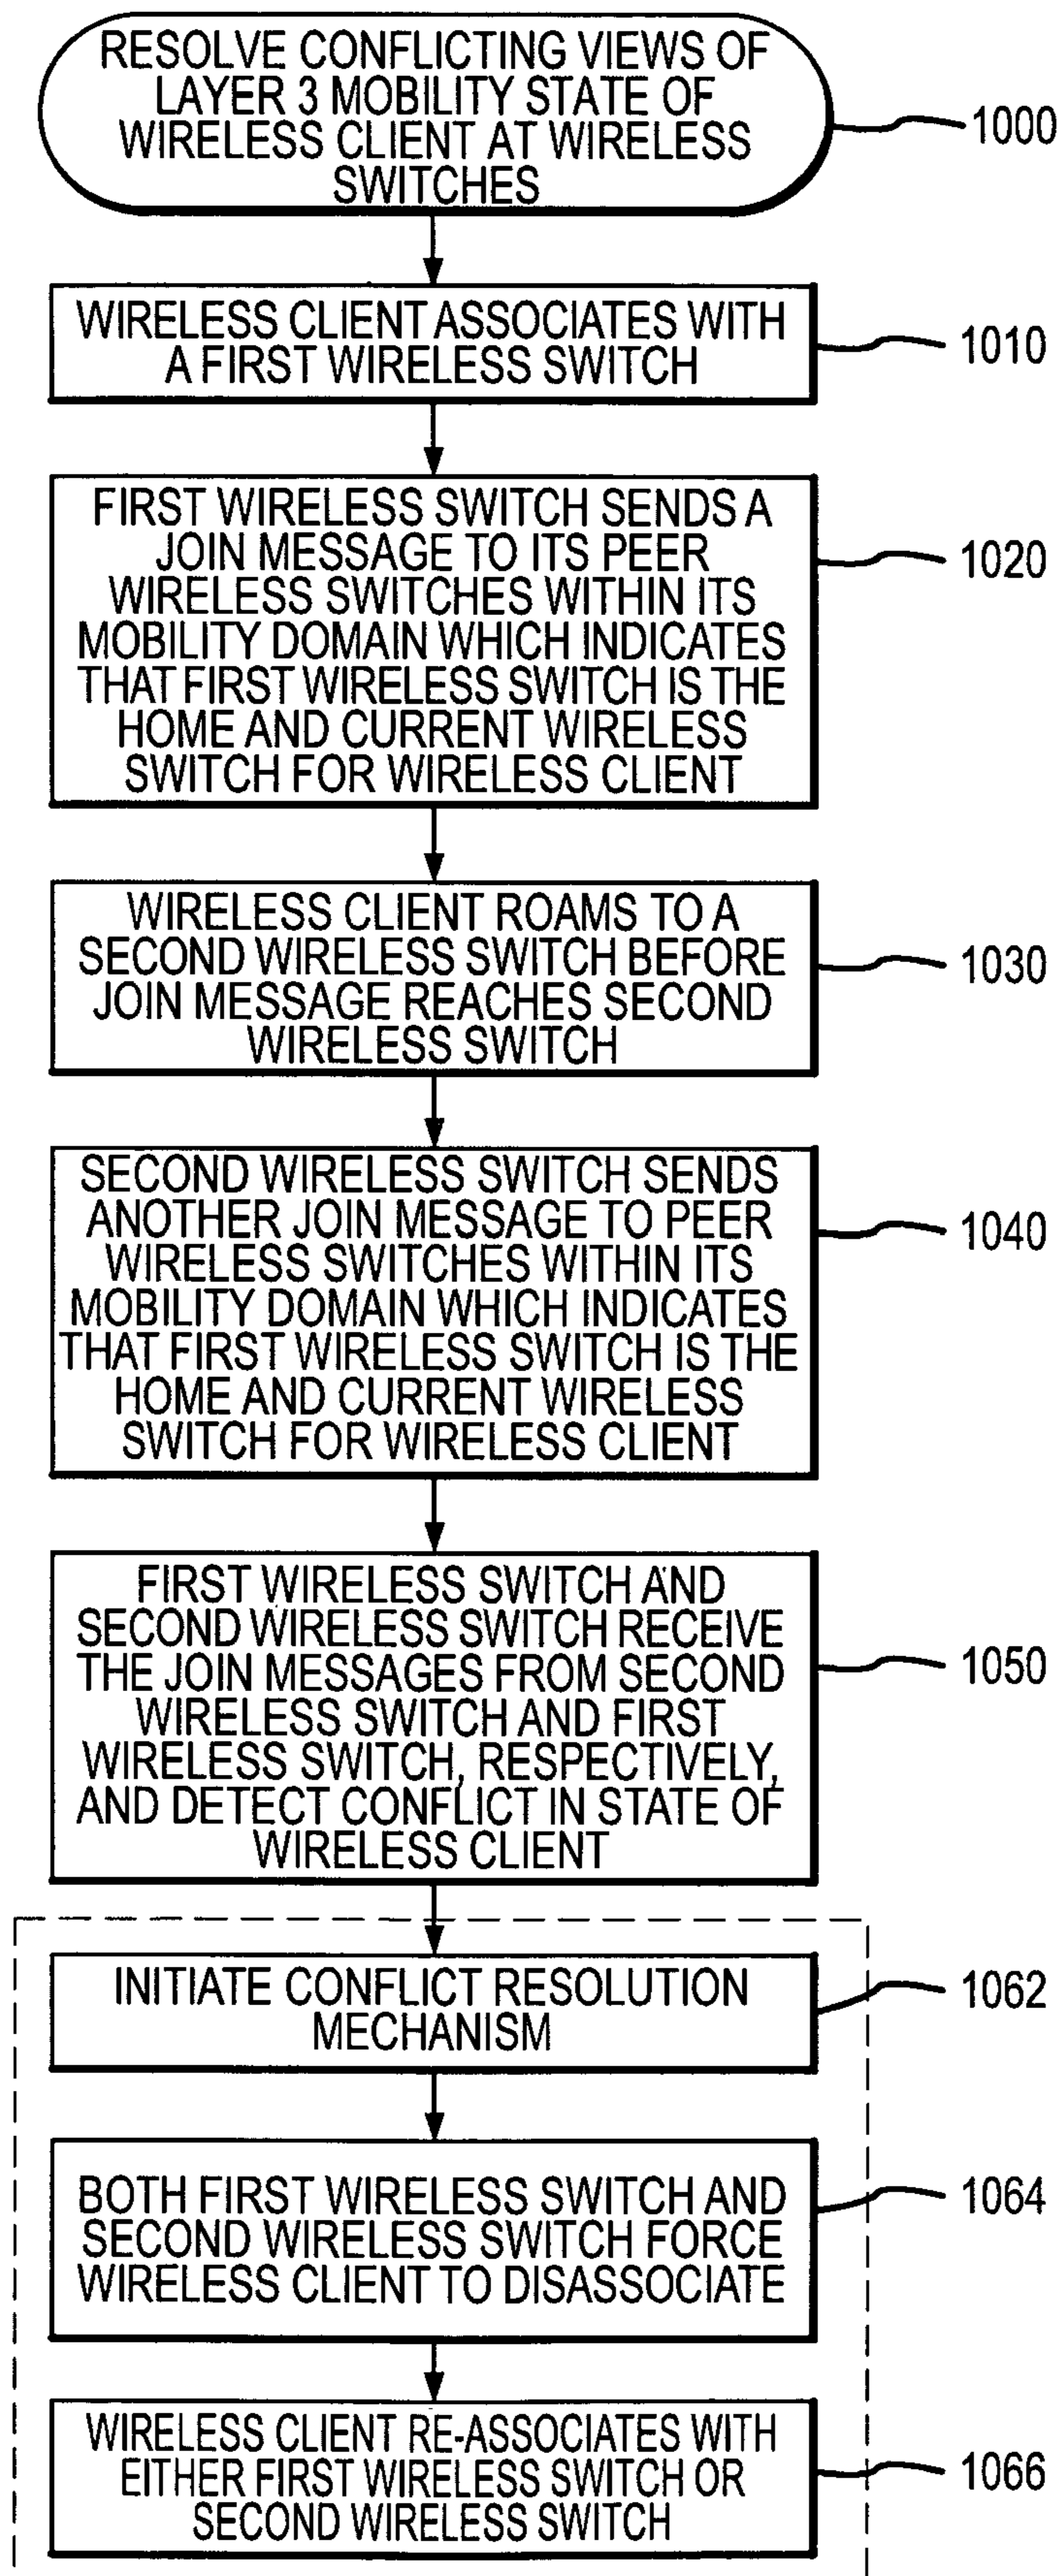 RESOLVE CONFLICTING VIEWS OF
LAYER 3 MOBILITY STATE OF
WIRELESS CLIENT AT WIRELESS
SWITCHES
1000
WIRELESS CLIENT ASSOCIATES WITH
A FIRST WIRELESS SWITCH
1010
FIRST WIRELESS SWITCH SENDS A
JOIN MESSAGE TO ITS PEER
WIRELESS SWITCHES WITHIN ITS
MOBILITY DOMAIN WHICH INDICATES
THAT FIRST WIRELESS SWITCH IS THE
HOME AND CURRENT WIRELESS
SWITCH FOR WIRELESS CLIENT
1020
WIRELESS CLIENT ROAMS TO A
SECOND WIRELESS SWITCH BEFORE
JOIN MESSAGE REACHES SECOND
WIRELESS SWITCH
1030
SECOND WIRELESS SWITCH SENDS
ANOTHER JOIN MESSAGE TO PEER
WIRELESS SWITCHES WITHIN ITS
MOBILITY DOMAIN WHICH INDICATES
THAT FIRST WIRELESS SWITCH IS THE
HOME AND CURRENT WIRELESS
SWITCH FOR WIRELESS CLIENT
1040
FIRST WIRELESS SWITCH AND
SECOND WIRELESS SWITCH RECEIVE
THE JOIN MESSAGES FROM SECOND
WIRELESS SWITCH AND FIRST
WIRELESS SWITCH, RESPECTIVELY,
AND DETECT CONFLICT IN STATE OF
WIRELESS CLIENT
1050
INITIATE CONFLICT RESOLUTION
MECHANISM
1062
BOTH FIRST WIRELESS SWITCH AND
SECOND WIRELESS SWITCH FORCE
WIRELESS CLIENT TO DISASSOCIATE
1064
WIRELESS CLIENT RE-ASSOCIATES WITH
EITHER FIRST WIRELESS SWITCH OR
SECOND WIRELESS SWITCH
1066